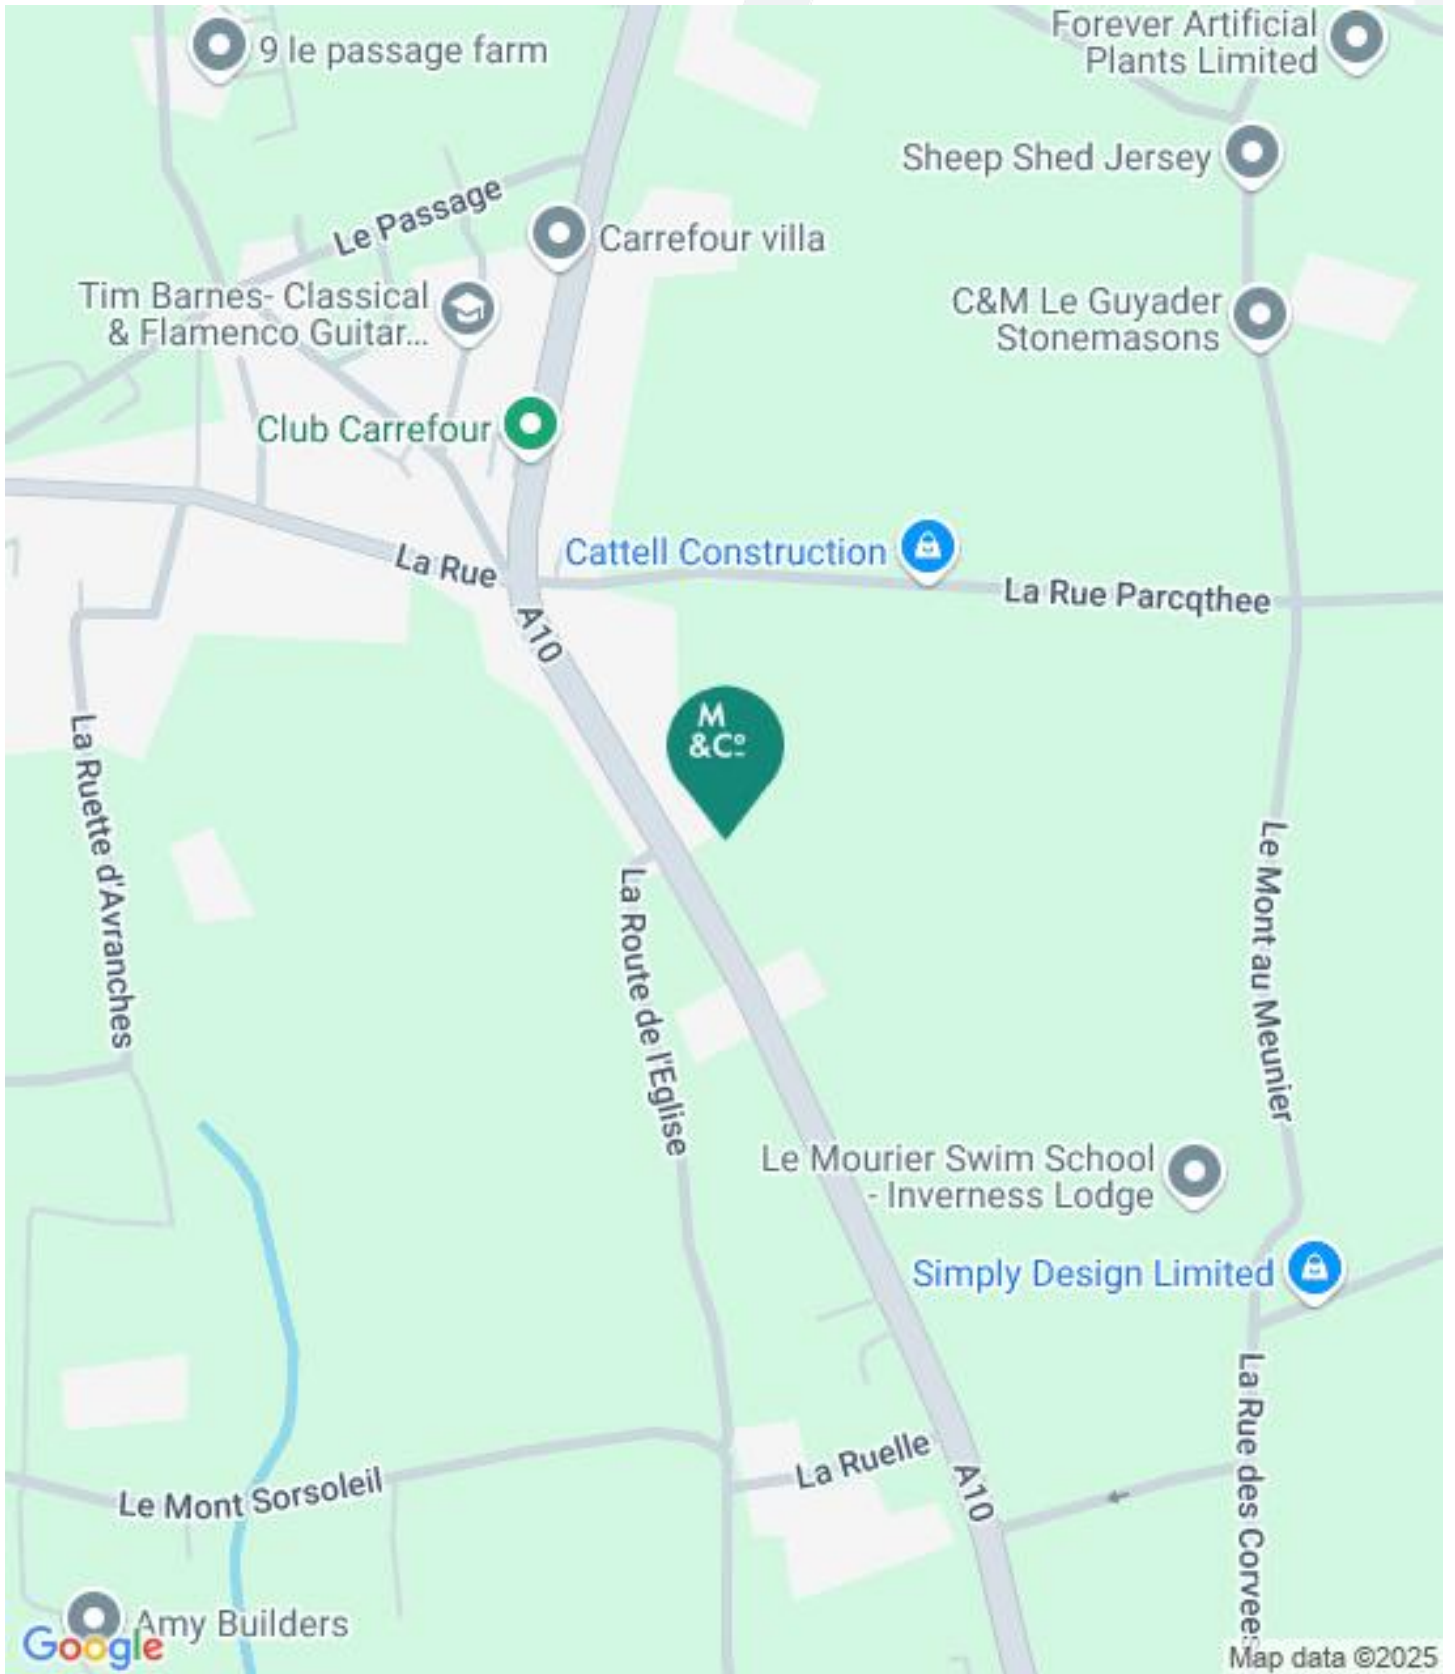 9 le passage farm
Forever Artificial
Plants Limited
Sheep Shed Jersey
Le Passage
Carrefour villa
Tim Barnes- Classical
& Flamenco Guitar...
C&M Le Guyader
Stonemasons
Club Carrefour
La Rue
Cattell Construction
La Rue Parcqthee
A10
M
&Cº
La Ruette d'Avranches
La Route de l'Eglise
Le Mont au Meunier
Le Mourier Swim School
- Inverness Lodge
Simply Design Limited
La Ruelle
A10
La Rue des Corvees
Le Mont Sorsoleil
Amy Builders
Google
Map data ©2025